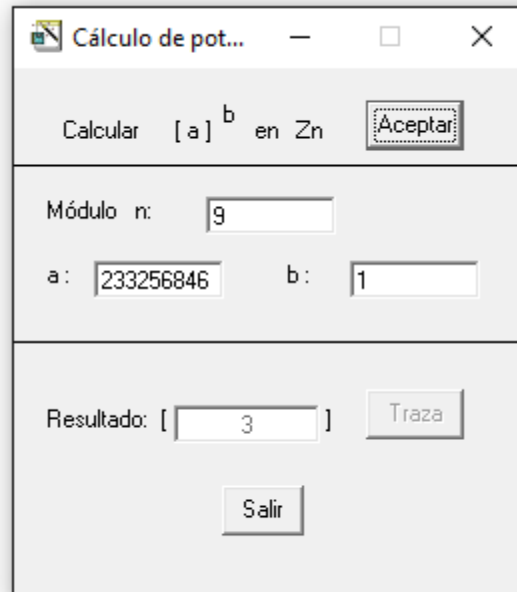 Cálculo de pot...
Calcular [ a ] b en Zn Aceptar
Módulo n: 9
a : 233256846 b : 1
Resultado: [ 3 ] Traza
Salir